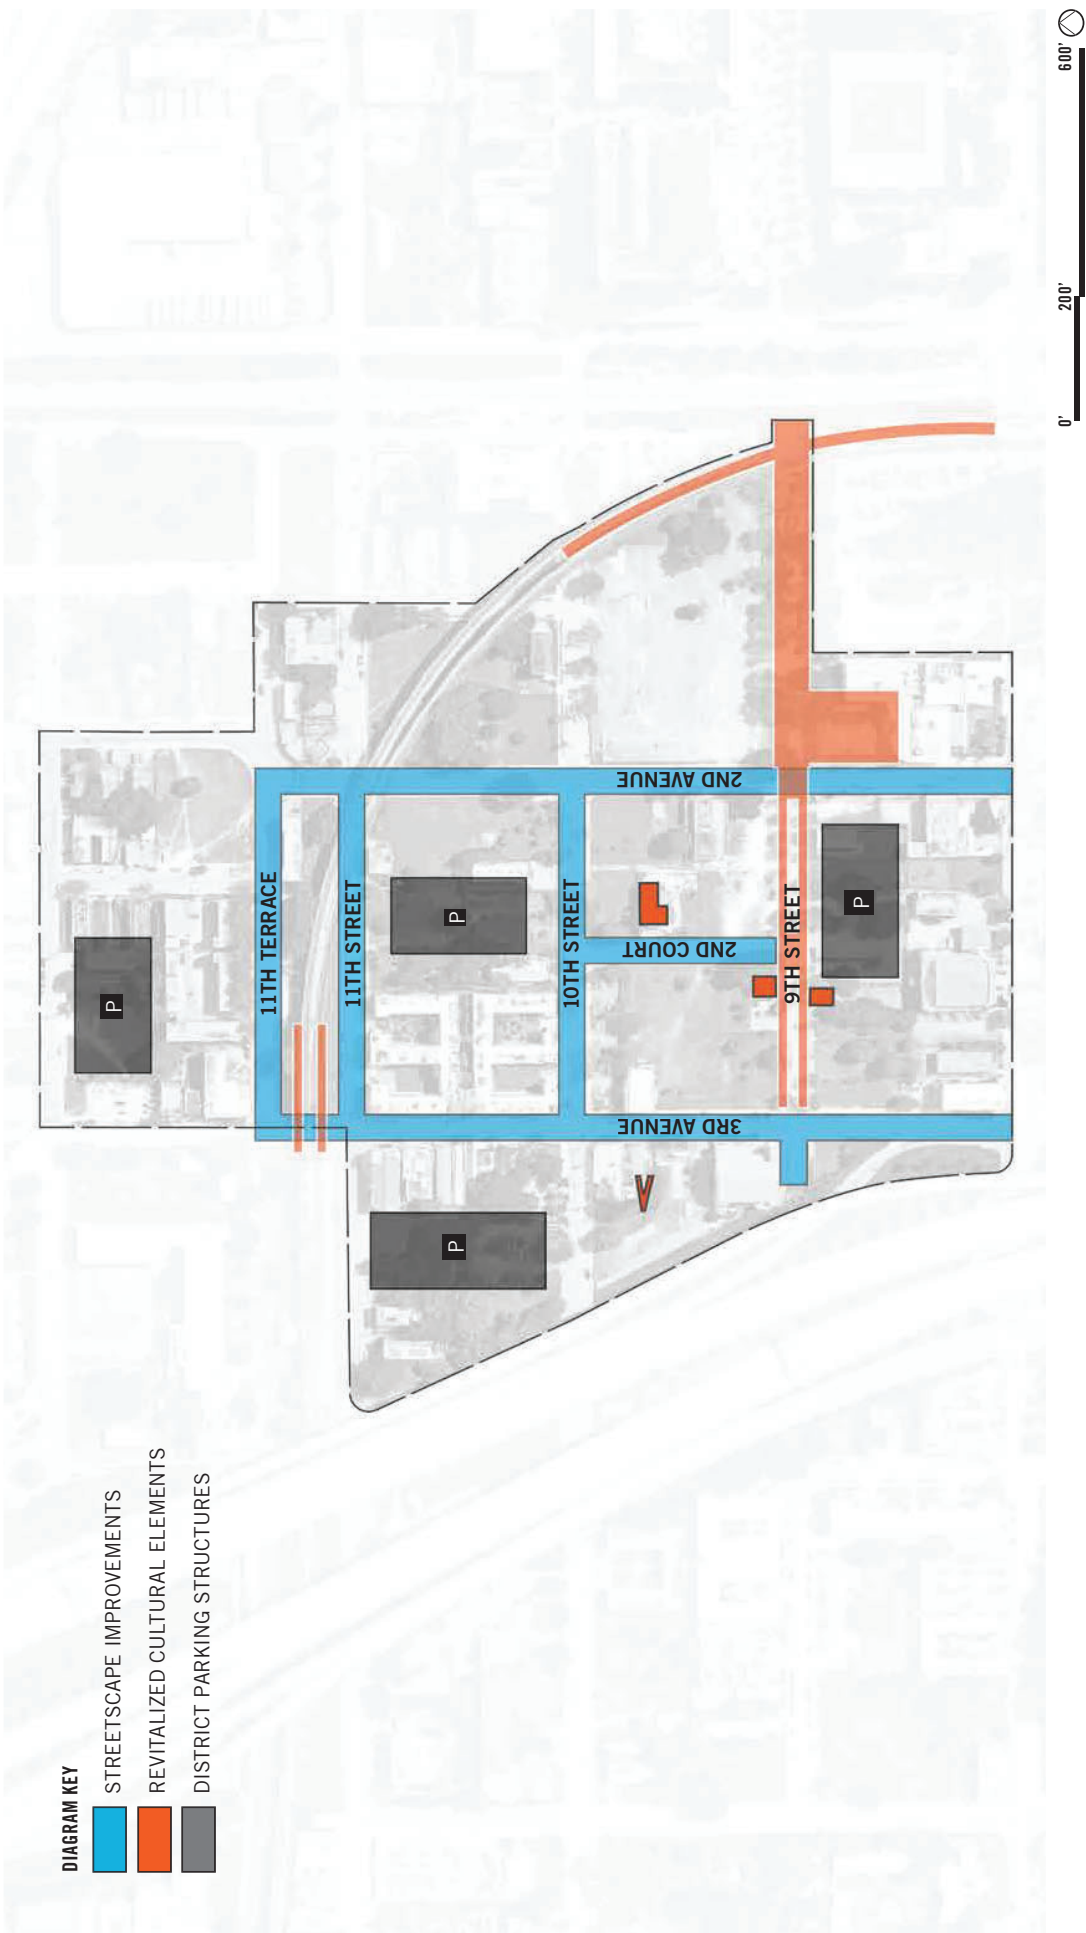 DIAGRAM KEY
STREETSCAPE IMPROVEMENTS
REVITALIZED CULTURAL ELEMENTS
DISTRICT PARKING STRUCTURES
P
11TH TERRACE
11TH STREET
P
P
10TH STREET
2ND AVENUE
2ND COURT
3RD AVENUE
9TH STREET
P
0'
200'
600'